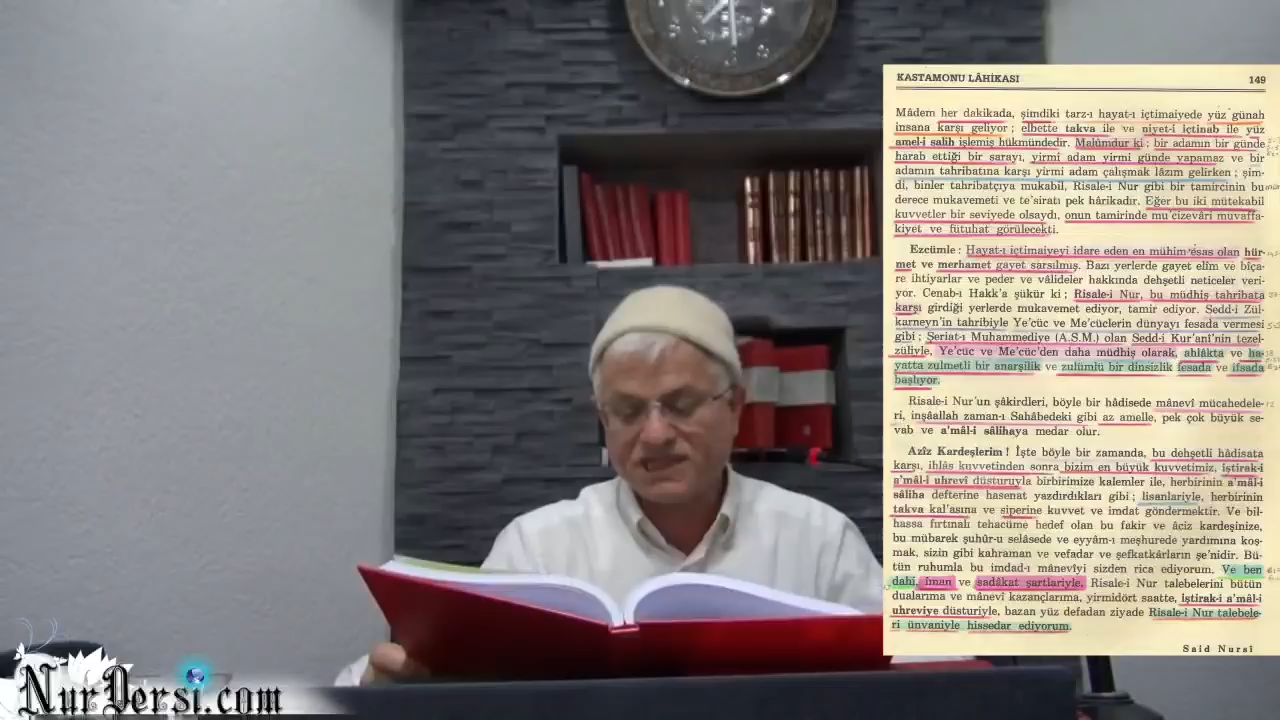 KASTAMONU LÂHİKASI 149
Mâdem her dakikada, şimdiki tarz-ı hayat-ı içtimaiyede yüz günah
insana karşı geliyor ; elbette takva ile ve niyet-i içtinab ile yüz
amel-i salih işlemiş hükmündedir. Malûmdur ki ; bir adamın bir günde
harab ettiği bir sarayı, yirmi adam yirmi günde yapamaz ve bir
adamın tahribatına karşı yirmi adam çalışmak lâzım gelirken ; şim-
di, binler tahribatçıya mukabil, Risale-i Nur gibi bir tamircinin bu
derece mukavemeti ve te'siratı pek hârikadır. Eğer bu iki mütekabil
kuvvetler bir seviyede olsaydı, onun tamirinde mu'cizevâri muvaffa-
kiyet ve fütuhat görülecekti.
Ezcümle : Hayat-ı içtimaiyeyi idare eden en mühim esas olan hür-
met ve merhamet gayet sarsılmış. Bazı yerlerde gayet elîm ve bîça-
re ihtiyarlar ve peder ve vâlideler hakkında dehşetli neticeler veri-
yor. Cenab-ı Hakk'a şükür ki ; Risale-i Nur, bu müdhiş tahribata
karşı girdiği yerlerde mukavemet ediyor, tamir ediyor. Sedd-i Zül-
karneyn'in tahribiyle Ye'cüc ve Me'cüclerin dünyayı fesada vermesi
gibi ; Şeriat-ı Muhammediye (A.S.M.) olan Sedd-i Kur'anî'nin tezel-
zülüyle, Ye'cüc ve Me'cüc'den daha müdhiş olarak, ahlâkta ve ha-
yatta zulmetli bir anarşilik ve zulümlü bir dinsizlik fesada ve ifsada
başlıyor.
Risale-i Nur'un şâkirdleri, böyle bir hâdisede mânevî mücahedele-
ri, inşâallah zaman-ı Sahâbedeki gibi az amelle, pek çok büyük se-
vab ve a'mâl-i sâlihaya medar olur.
Azîz Kardeşlerim ! İşte böyle bir zamanda, bu dehşetli hâdisata
karşı, ihlâs kuvvetinden sonra bizim en büyük kuvvetimiz, iştirak-i
a'mâl-i uhrevî düsturuyla birbirimize kalemler ile, herbirinin a'mâl-i
sâliha defterine hasenat yazdırdıkları gibi ; lisanlariyle, herbirinin
takva kal'asına ve siperine kuvvet ve imdat göndermektir. Ve bil-
hassa fırtınalı tehacüme hedef olan bu fakir ve âciz kardeşinize,
bu mübarek şuhûr-u selâsede ve eyyâm-ı meşhurede yardımına koş-
mak, sizin gibi kahraman ve vefadar ve şefkatkârların şe'nidir. Bü-
tün ruhumla bu imdad-ı mânevîyi sizden rica ediyorum. Ve ben
dahi, îman ve sadâkat şartlariyle, Risale-i Nur talebelerini bütün
dualarıma ve mânevî kazançlarıma, yirmidört saatte, iştirak-i a'mâl-i
uhreviye düsturiyle, bazan yüz defadan ziyade Risale-i Nur talebele-
ri ünvaniyle hissedar ediyorum.
Said Nursî
NurDersi.com